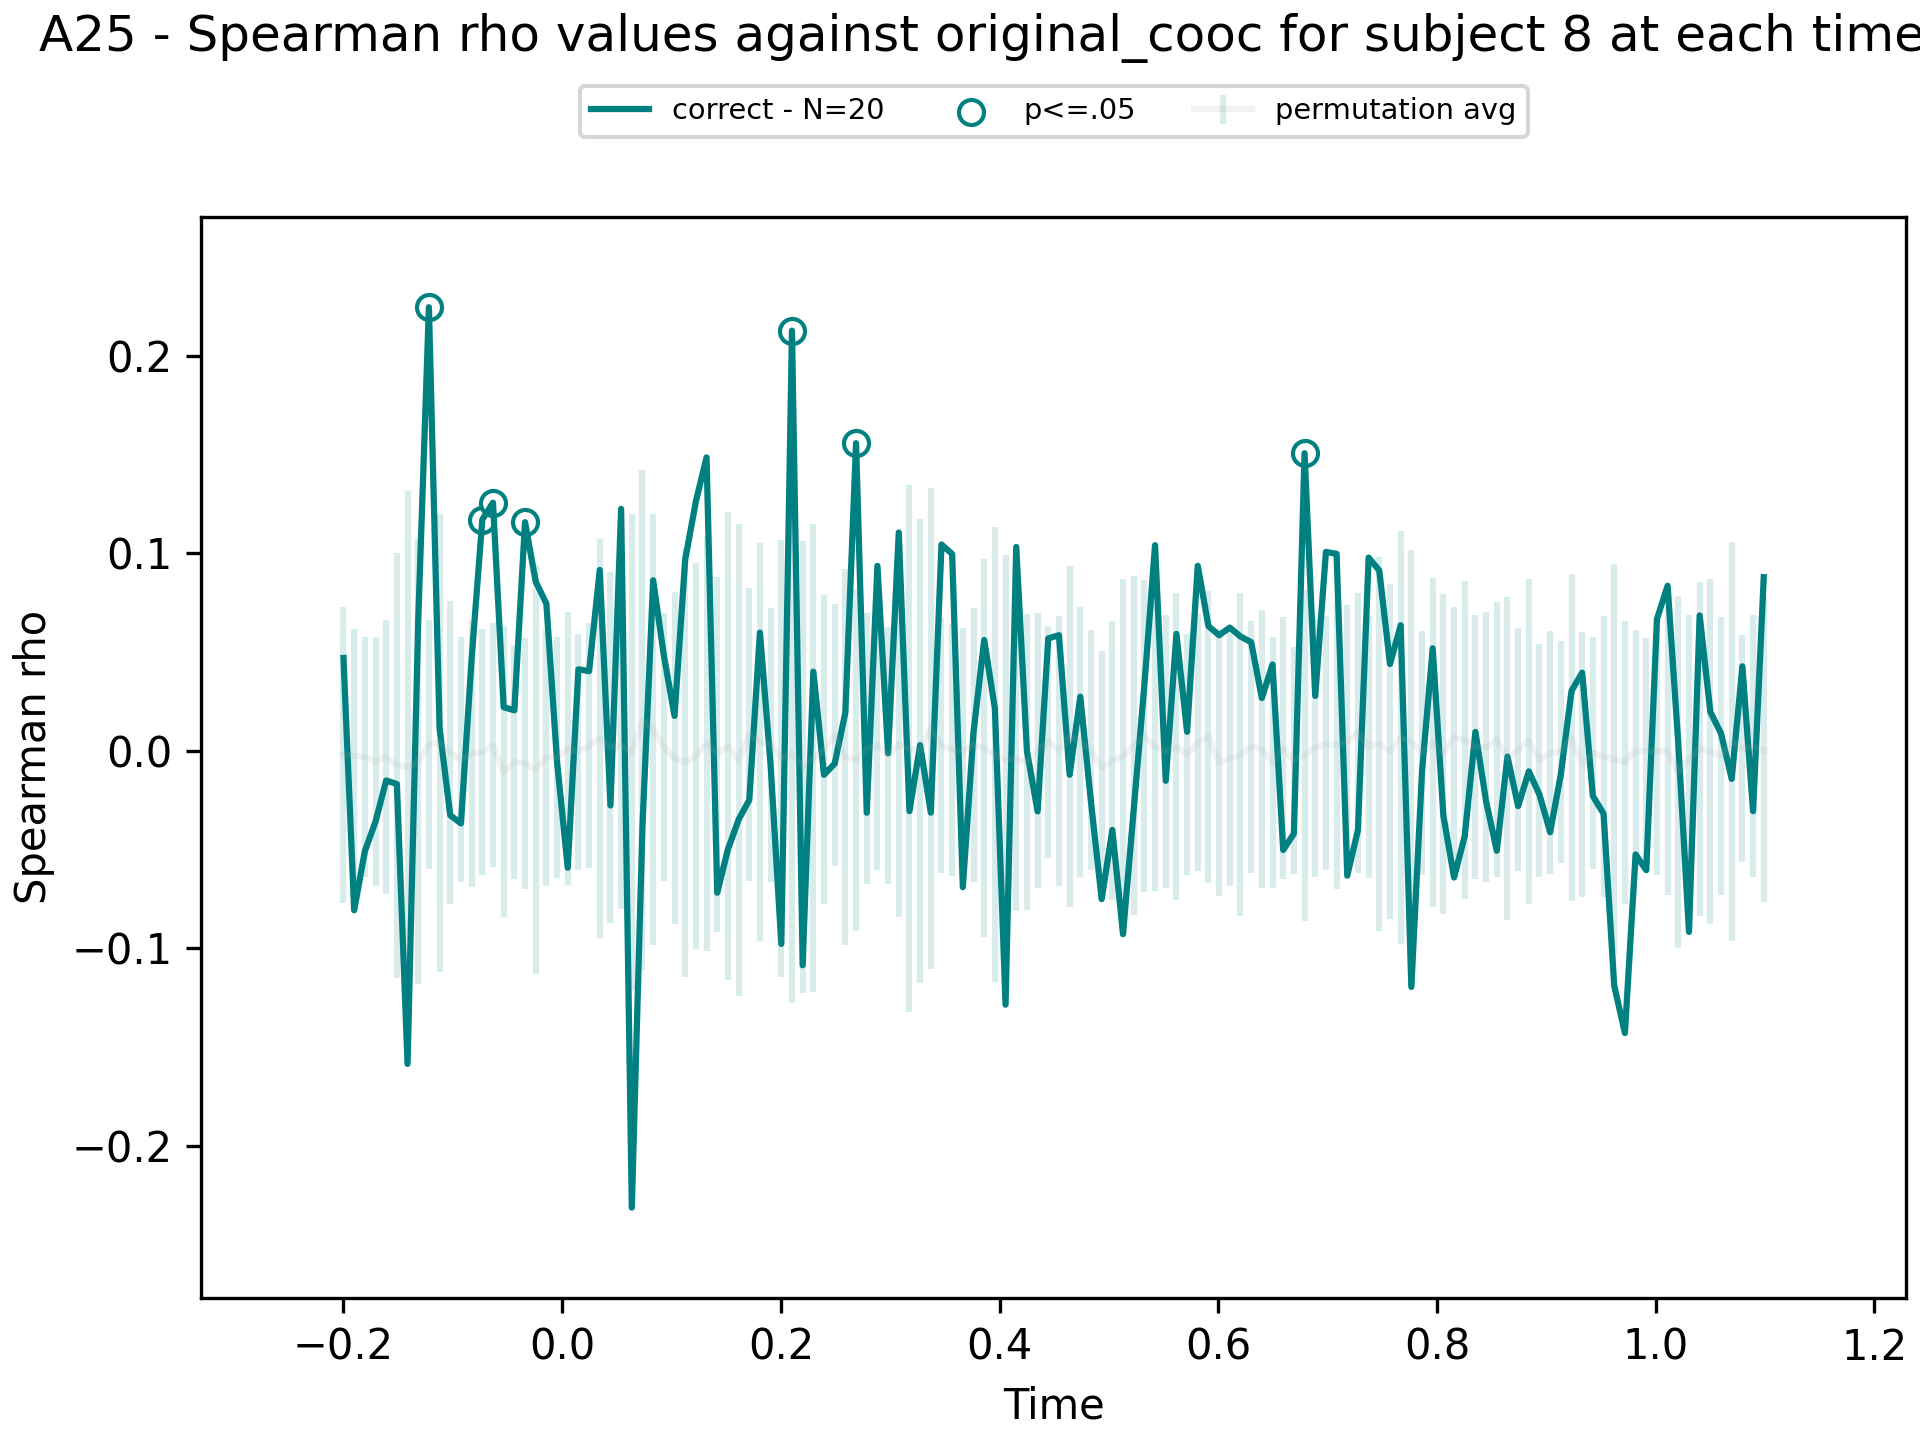 A25 - Spearman rho values against original_cooc for subject 8 at each time
correct - N=20 p<=.05 permutation avg
Spearman rho
0.2
0.1
0.0
−0.1
−0.2
−0.2 0.0 0.2 0.4 0.6 0.8 1.0 1.2
Time